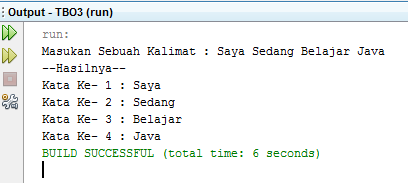 Output - TBO3 (run)
run:
Masukan Sebuah Kalimat : Saya Sedang Belajar Java
--Hasilnya--
Kata Ke- 1 : Saya
Kata Ke- 2 : Sedang
Kata Ke- 3 : Belajar
Kata Ke- 4 : Java
BUILD SUCCESSFUL (total time: 6 seconds)